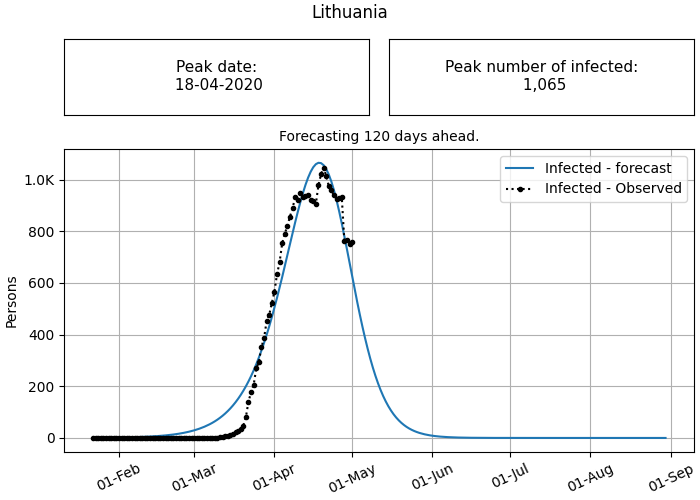 Lithuania
Peak date:
18-04-2020
Peak number of infected:
1,065
Forecasting 120 days ahead.
Infected - forecast
Infected - Observed
Persons
1.0K
800
600
400
200
0
01-Feb
01-Mar
01-Apr
01-May
01-Jun
01-Jul
01-Aug
01-Sep